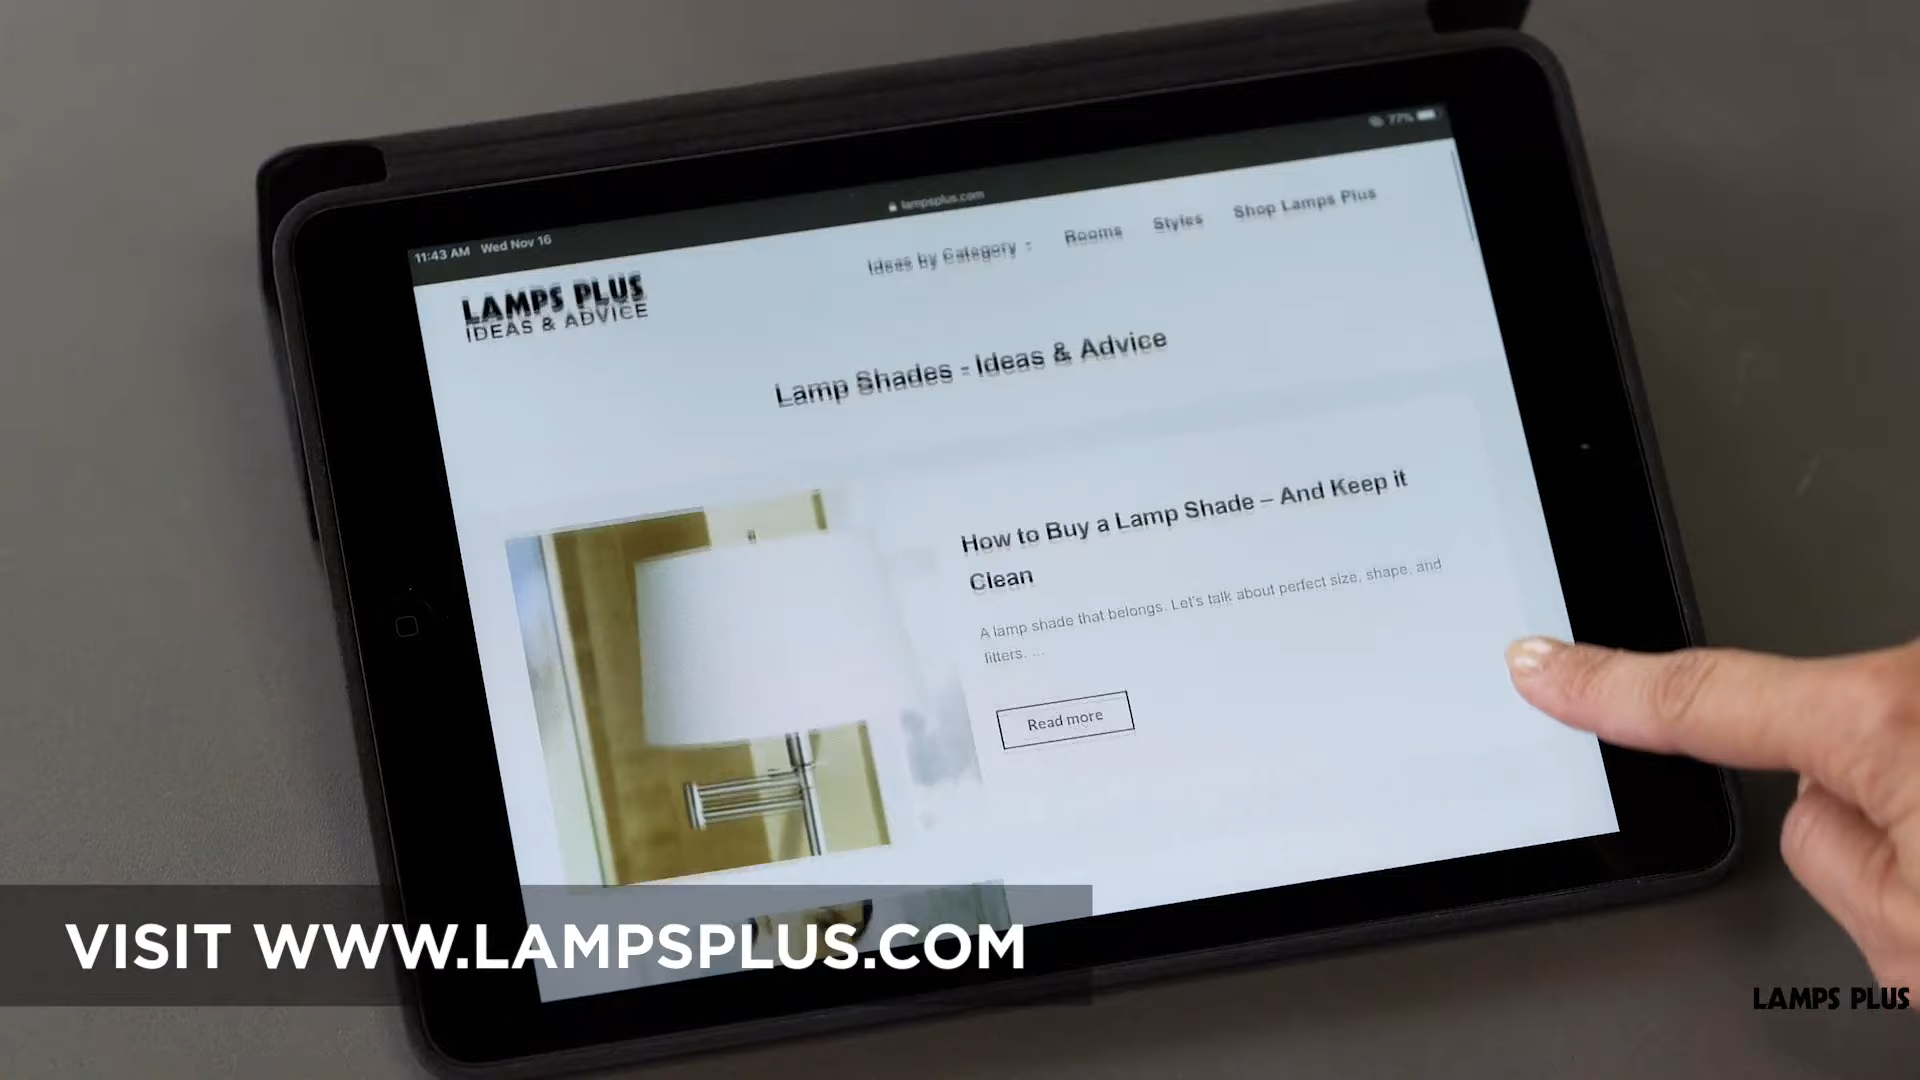 11:43 AM Wed Nov 16
lampsplus.com
77%
LAMPS PLUS
IDEAS & ADVICE
Ideas by Category
Rooms
Styles
Shop Lamps Plus
Lamp Shades - Ideas & Advice
How to Buy a Lamp Shade – And Keep it
Clean
A lamp shade that belongs. Let's talk about perfect size, shape, and
fitters. ...
Read more
VISIT WWW.LAMPSPLUS.COM
LAMPS PLUS